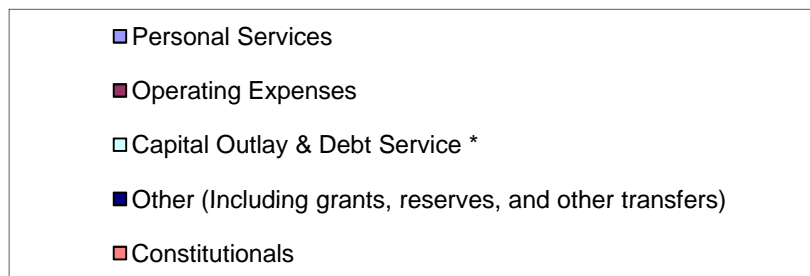 Personal Services
Operating Expenses
Capital Outlay & Debt Service *
Other (Including grants, reserves, and other transfers)
Constitutionals